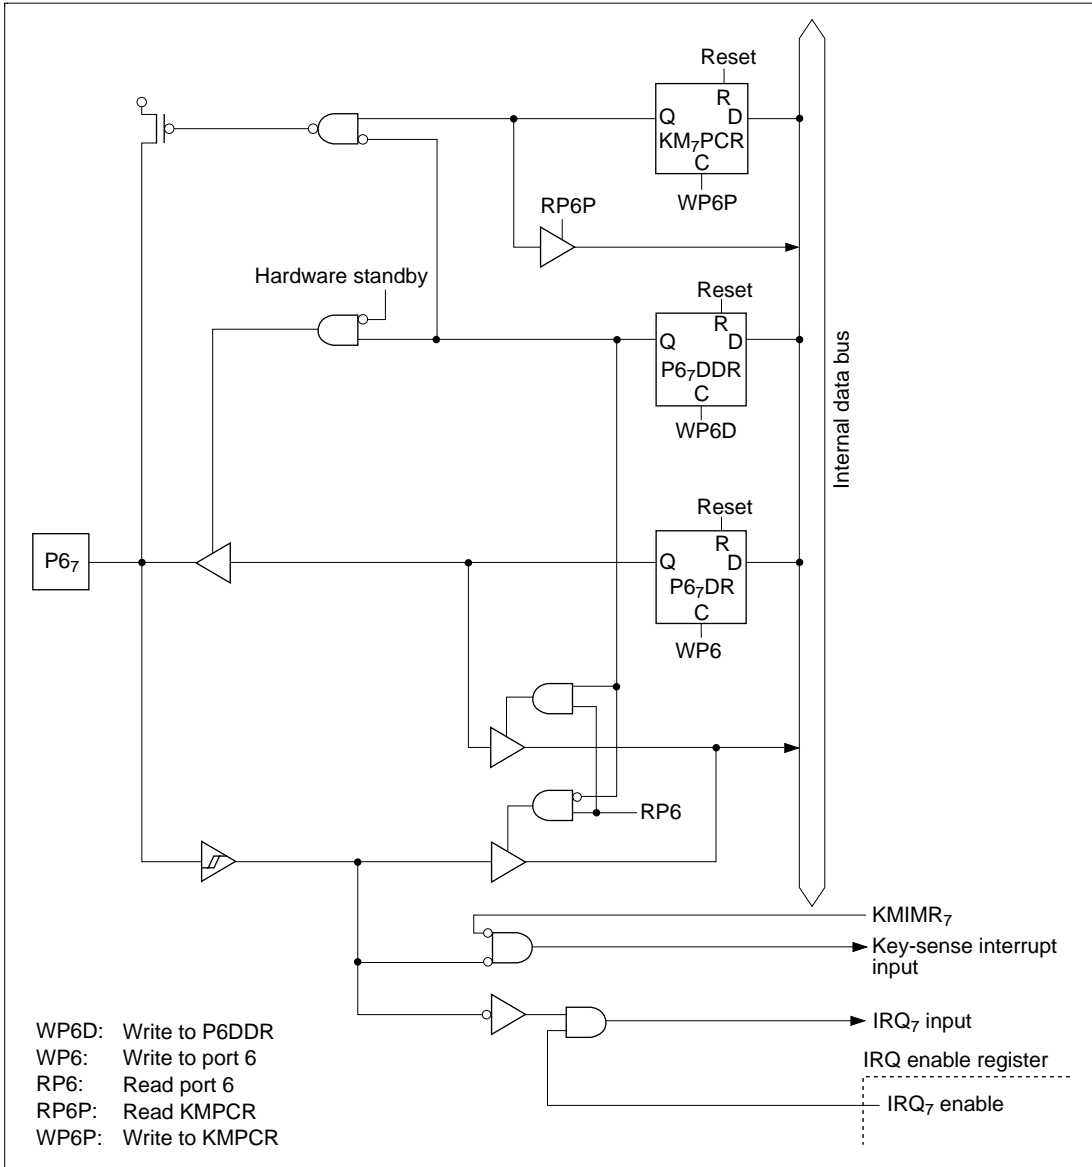 Reset
R
Q D
KM₇PCR
C
WP6P
RP6P
Hardware standby
Reset
R
Q D
P6₇DDR
C
WP6D
Internal data bus
Reset
R
Q D
P6₇DR
C
WP6
P6₇
RP6
KMIMR₇
Key-sense interrupt
input
IRQ₇ input
IRQ enable register
IRQ₇ enable
WP6D: Write to P6DDR
WP6: Write to port 6
RP6: Read port 6
RP6P: Read KMPCR
WP6P: Write to KMPCR